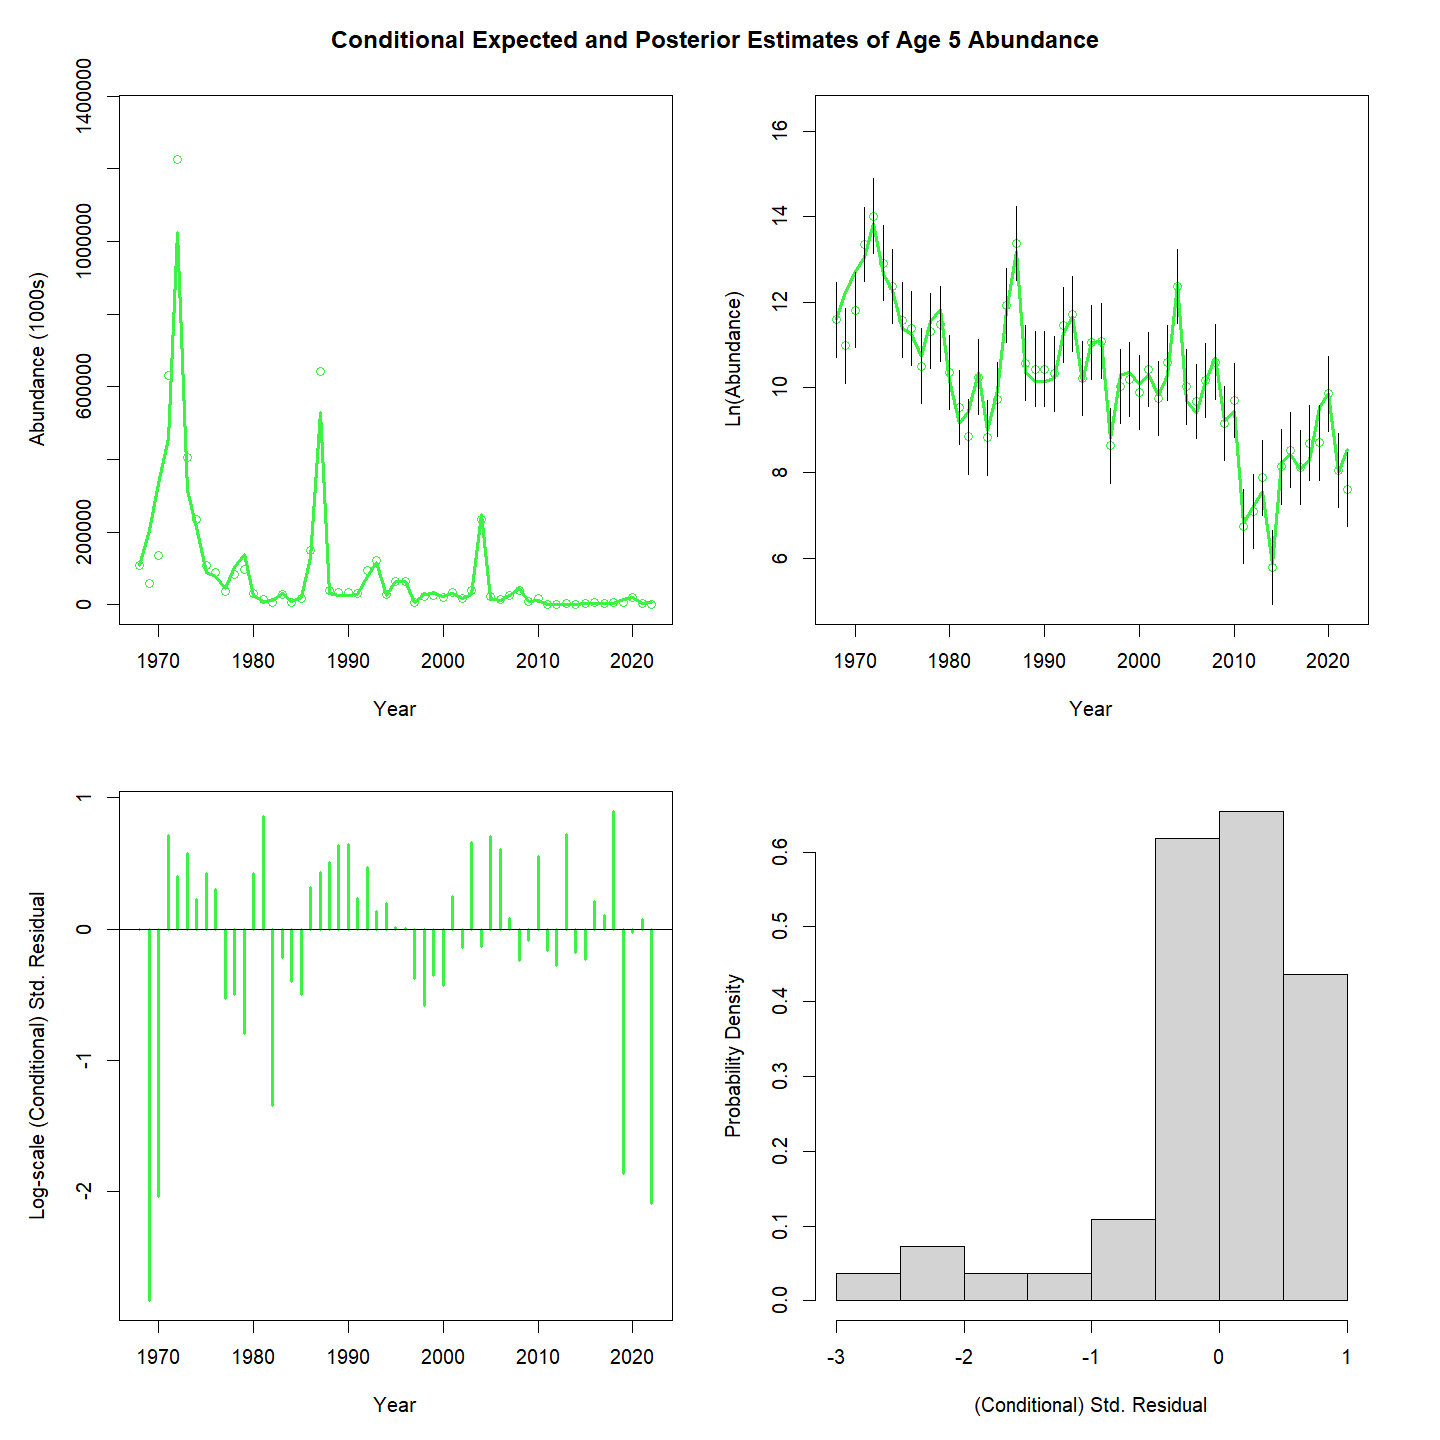 Conditional Expected and Posterior Estimates of Age 5 Abundance
Abundance (1000s)
1400000
1000000
600000
200000
0
1970 1980 1990 2000 2010 2020
Year
Ln(Abundance)
16
14
12
10
8
6
1970 1980 1990 2000 2010 2020
Year
Log-scale (Conditional) Std. Residual
1
0
-1
-2
1970 1980 1990 2000 2010 2020
Year
Probability Density
0.6
0.5
0.4
0.3
0.2
0.1
0.0
-3 -2 -1 0 1
(Conditional) Std. Residual